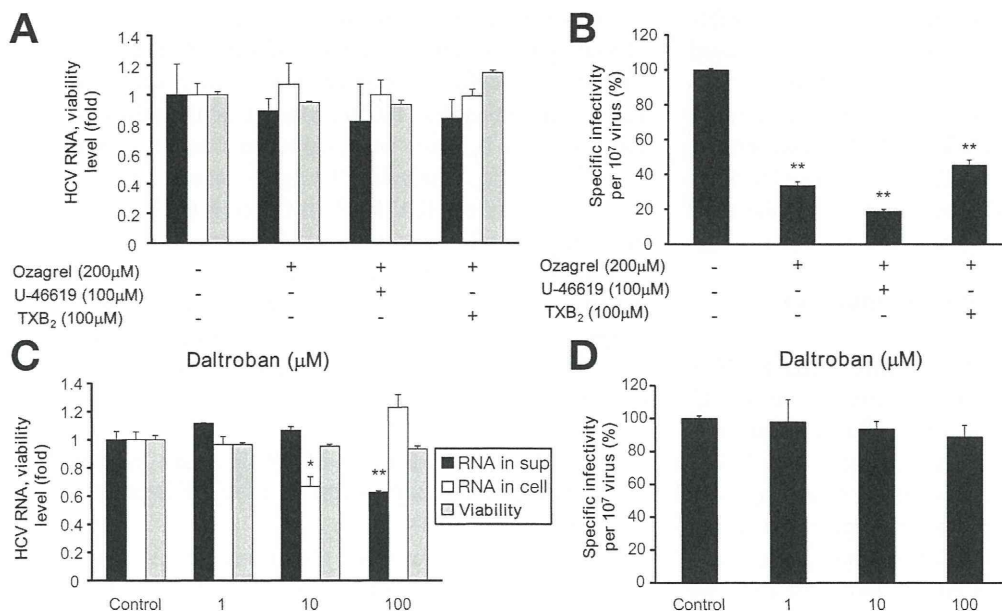 A
HCV RNA, viability
level (fold)
1.4
1.2
1
0.8
0.6
0.4
0.2
0
Ozagrel (200μM) - + + +
U-46619 (100μM) - - + -
TXB2 (100μM) - - - +
B
Specific infectivity
per 10⁷ virus (%)
120
100
80
60
40
20
0
** ** **
Ozagrel (200μM) - + + +
U-46619 (100μM) - - + -
TXB2 (100μM) - - - +
C
Daltroban (μM)
HCV RNA, viability
level (fold)
1.4
1.2
1
0.8
0.6
0.4
0.2
0
* **
RNA in sup
RNA in cell
Viability
Control 1 10 100
D
Daltroban (μM)
Specific infectivity
per 10⁷ virus (%)
120
100
80
60
40
20
0
Control 1 10 100